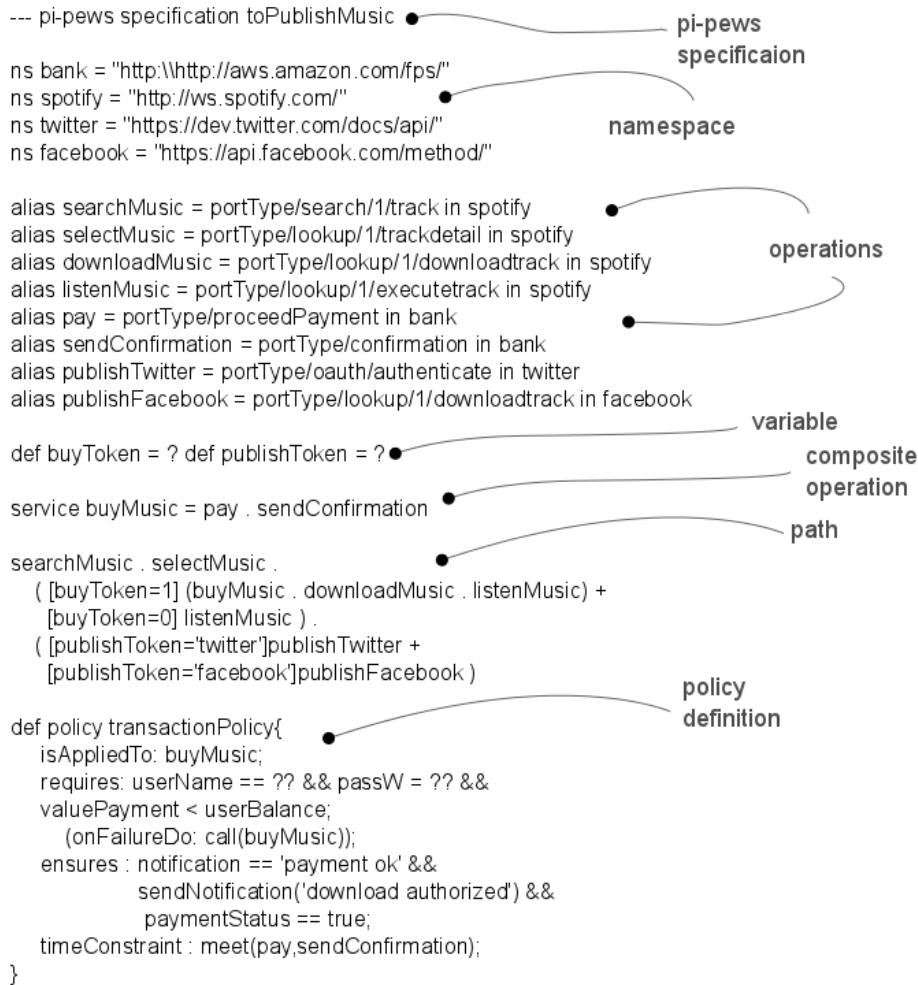 --- pi-pews specification toPublishMusic
pi-pews
specificaion
ns bank = "http:\\http://aws.amazon.com/fps/"
ns spotify = "http://ws.spotify.com/"
ns twitter = "https://dev.twitter.com/docs/api/"
namespace
ns facebook = "https://api.facebook.com/method/"
alias searchMusic = portType/search/1/track in spotify
alias selectMusic = portType/lookup/1/trackdetail in spotify
operations
alias downloadMusic = portType/lookup/1/downloadtrack in spotify
alias listenMusic = portType/lookup/1/executetrack in spotify
alias pay = portType/proceedPayment in bank
alias sendConfirmation = portType/confirmation in bank
alias publishTwitter = portType/oauth/authenticate in twitter
alias publishFacebook = portType/lookup/1/downloadtrack in facebook
variable
def buyToken = ? def publishToken = ?
composite
operation
service buyMusic = pay . sendConfirmation
path
searchMusic . selectMusic .
( [buyToken=1] (buyMusic . downloadMusic . listenMusic) +
[buyToken=0] listenMusic ) .
( [publishToken='twitter']publishTwitter +
[publishToken='facebook']publishFacebook )
policy
definition
def policy transactionPolicy{
isAppliedTo: buyMusic;
requires: userName == ?? && passW = ?? &&
valuePayment < userBalance;
(onFailureDo: call(buyMusic));
ensures : notification == 'payment ok' &&
sendNotification('download authorized') &&
paymentStatus == true;
timeConstraint : meet(pay,sendConfirmation);
}